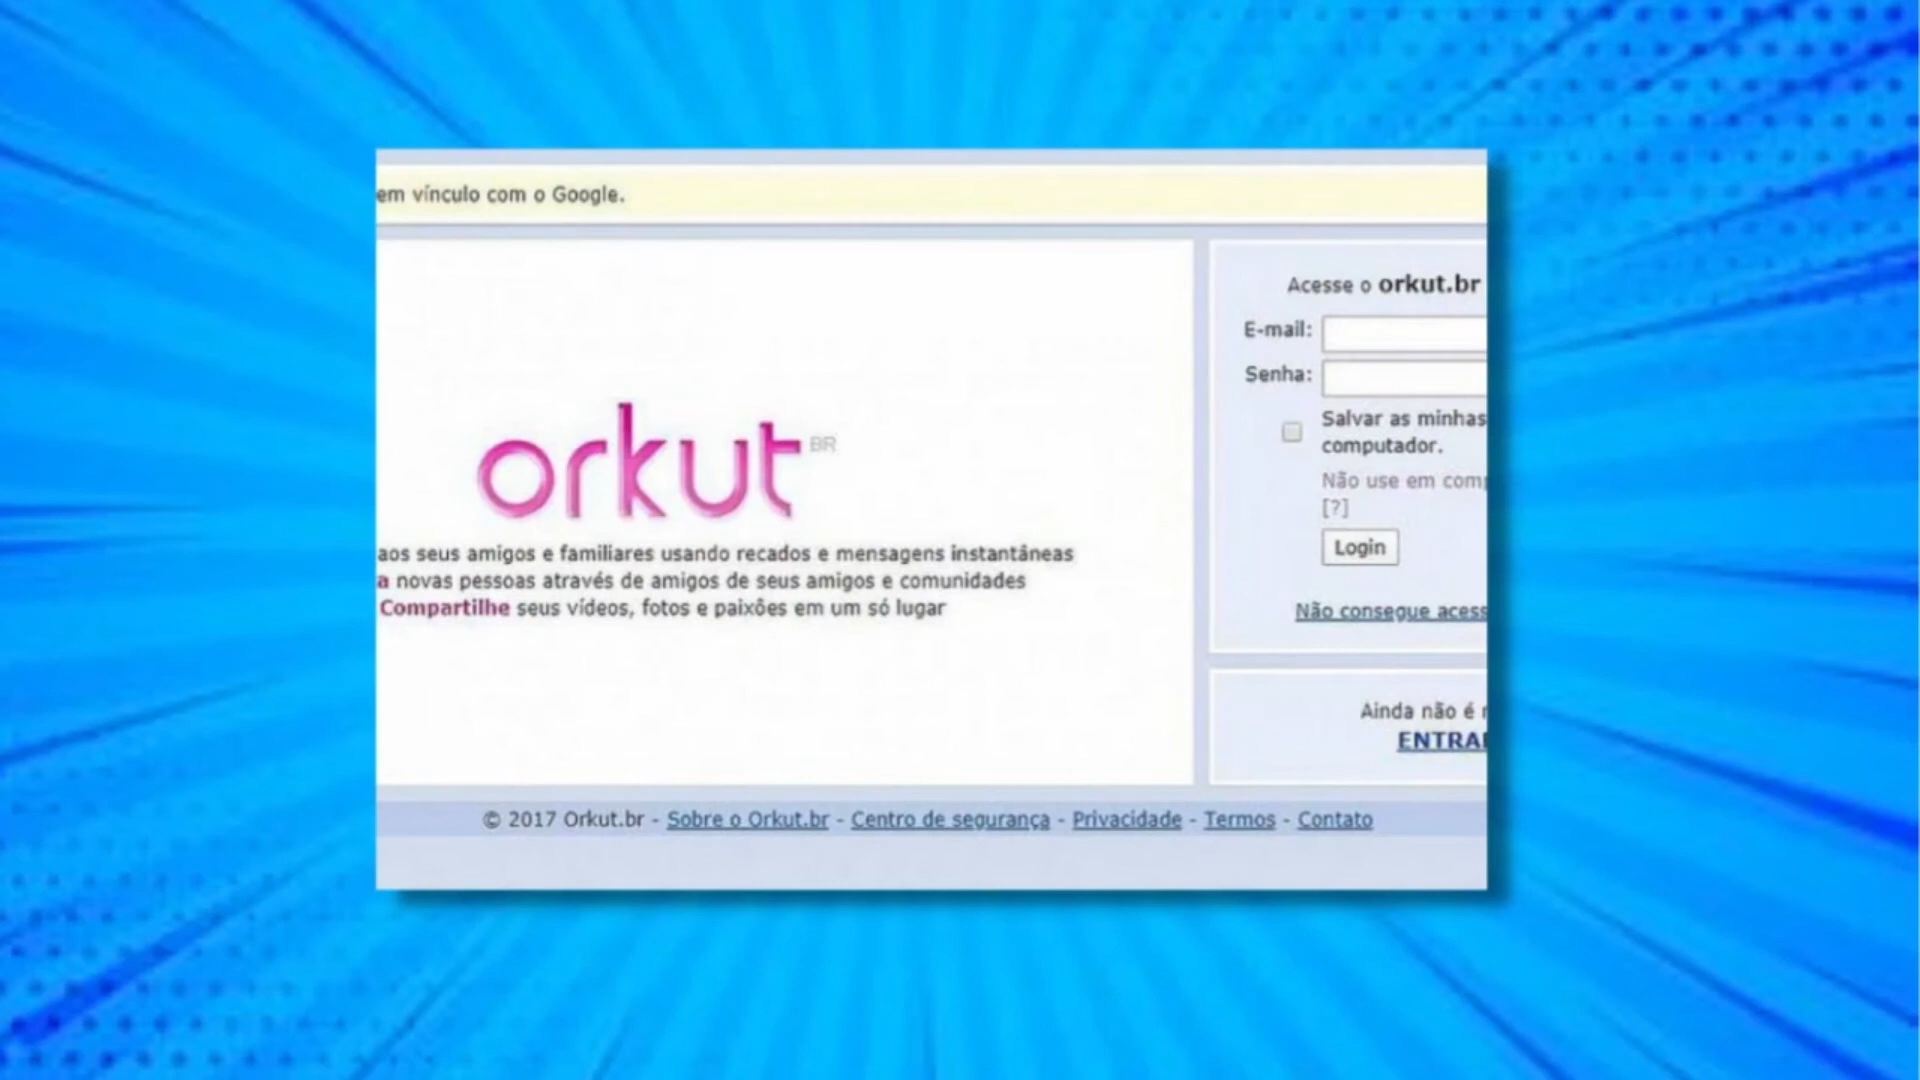 em vínculo com o Google.
orkut BR
aos seus amigos e familiares usando recados e mensagens instantâneas
a novas pessoas através de amigos de seus amigos e comunidades
Compartilhe seus vídeos, fotos e paixões em um só lugar
Acesse o orkut.br
E-mail:
Senha:
Salvar as minhas
computador.
Não use em comp
[?]
Login
Não consegue acess
Ainda não é
ENTRA
© 2017 Orkut.br - Sobre o Orkut.br - Centro de segurança - Privacidade - Termos - Contato